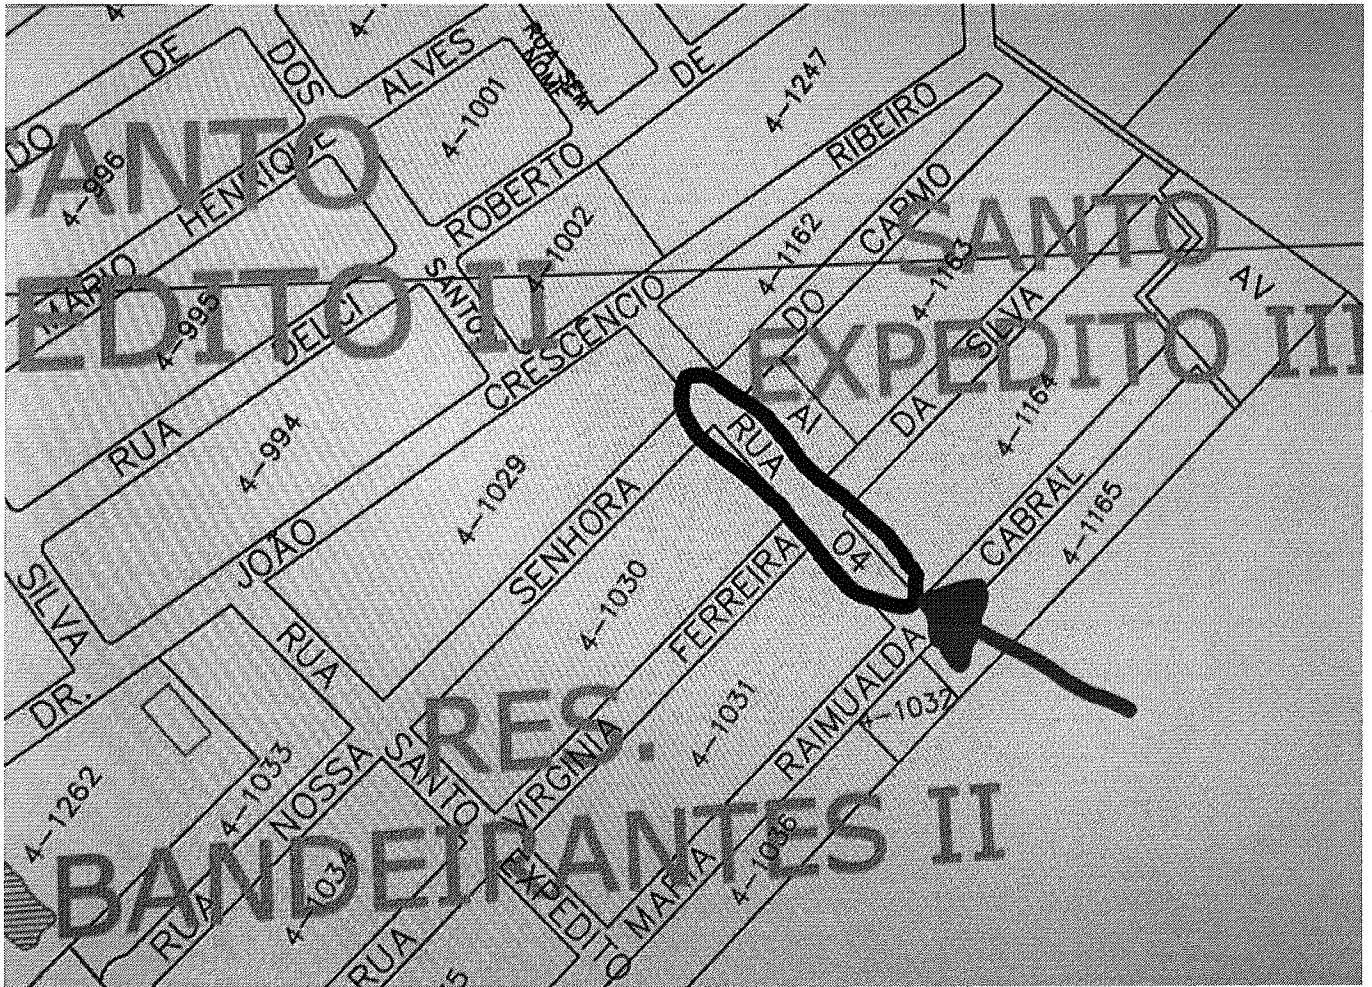 DE
DOS
ALVES
RUA SEM
NOME
DE
4-1247
DO
4-1001
RIBEIRO
SANTO
4-996
HENRIQUE
ROBERTO
4-1002
4-1162
CARMO
SANTO
4-1163
MÁRIO
EDITO II
4-995
DELCI
SANTO
CRESCÊNCIO
DO
AV
EXPEDITO III
SILVA
4-1164
DA
RUA
4-994
RUA
04
4-1029
SENHORA
CABRAL
4-1165
JOÃO
SILVA
4-1030
FERREIRA
RUA
RAIMUALDA
4-1032
DR.
4-1031
RES.
SANTO
VIRGINIA
NOSSA
4-1033
4-1262
BANDEIRANTES II
4-1034
4-1036
EXPEDITO
MARIA
RUA
RUA